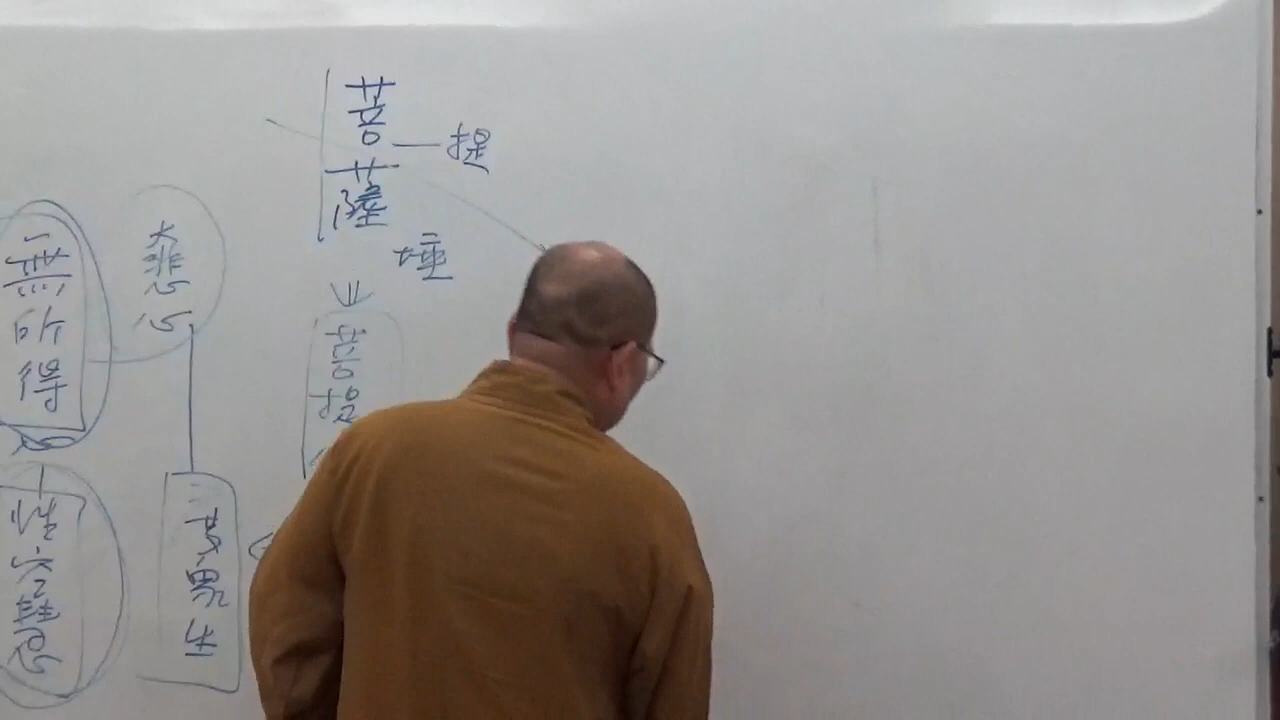 菩薩
提
埵
菩提
大悲心
眾生
無所得
性空慧